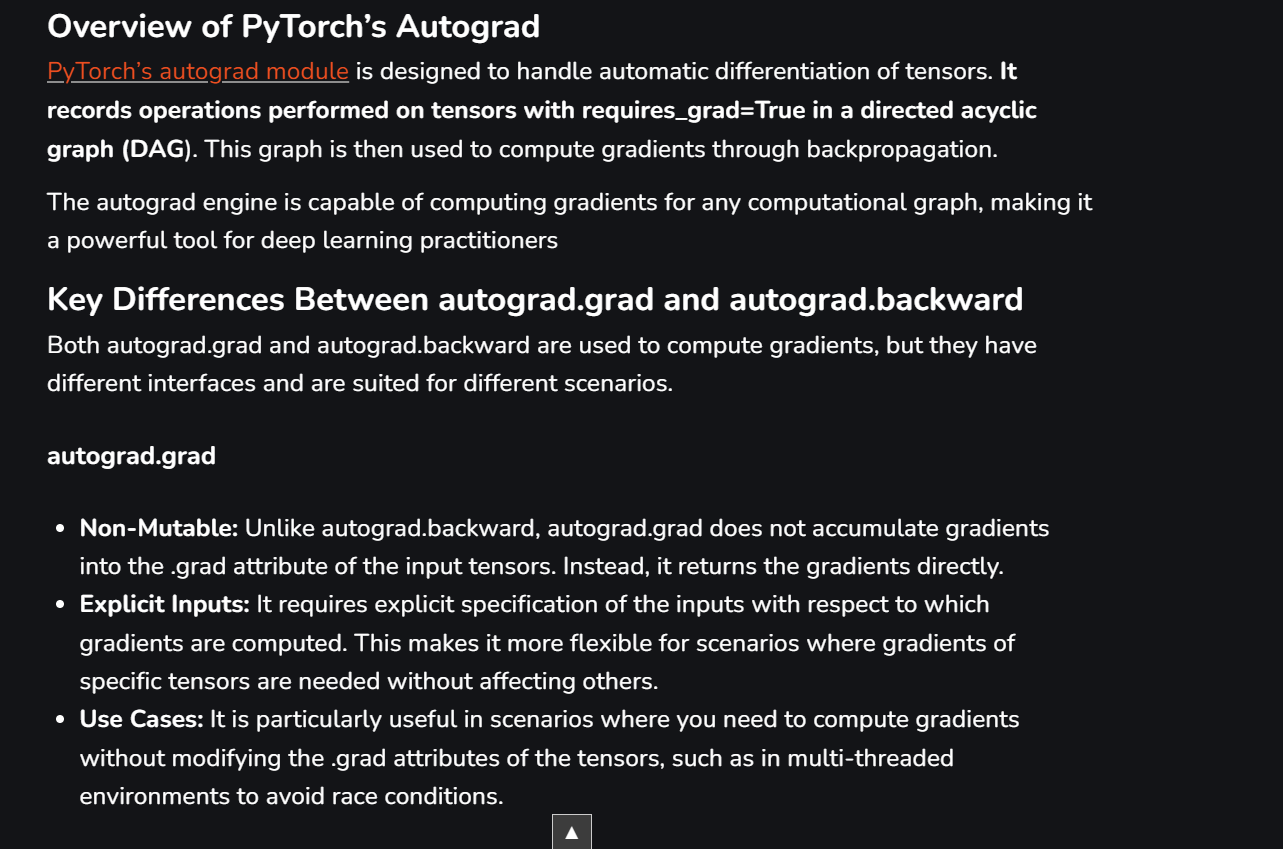 Overview of PyTorch’s Autograd
PyTorch’s autograd module is designed to handle automatic differentiation of tensors. It
records operations performed on tensors with requires_grad=True in a directed acyclic
graph (DAG). This graph is then used to compute gradients through backpropagation.
The autograd engine is capable of computing gradients for any computational graph, making it
a powerful tool for deep learning practitioners
Key Differences Between autograd.grad and autograd.backward
Both autograd.grad and autograd.backward are used to compute gradients, but they have
different interfaces and are suited for different scenarios.
autograd.grad
• Non-Mutable: Unlike autograd.backward, autograd.grad does not accumulate gradients
into the .grad attribute of the input tensors. Instead, it returns the gradients directly.
• Explicit Inputs: It requires explicit specification of the inputs with respect to which
gradients are computed. This makes it more flexible for scenarios where gradients of
specific tensors are needed without affecting others.
• Use Cases: It is particularly useful in scenarios where you need to compute gradients
without modifying the .grad attributes of the tensors, such as in multi-threaded
environments to avoid race conditions.